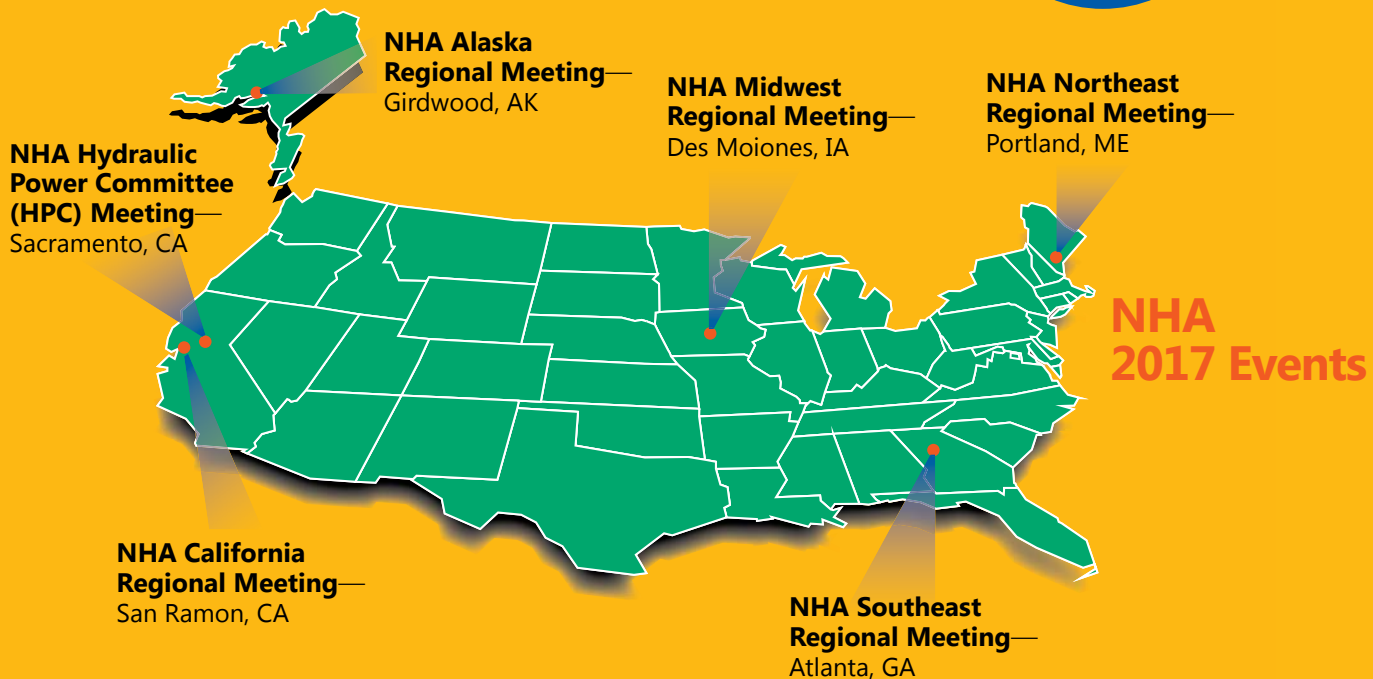 NHA Alaska
Regional Meeting—
Girdwood, AK
NHA Midwest
Regional Meeting—
Des Moiones, IA
NHA Northeast
Regional Meeting—
Portland, ME
NHA Hydraulic
Power Committee
(HPC) Meeting—
Sacramento, CA
NHA
2017 Events
NHA California
Regional Meeting—
San Ramon, CA
NHA Southeast
Regional Meeting—
Atlanta, GA